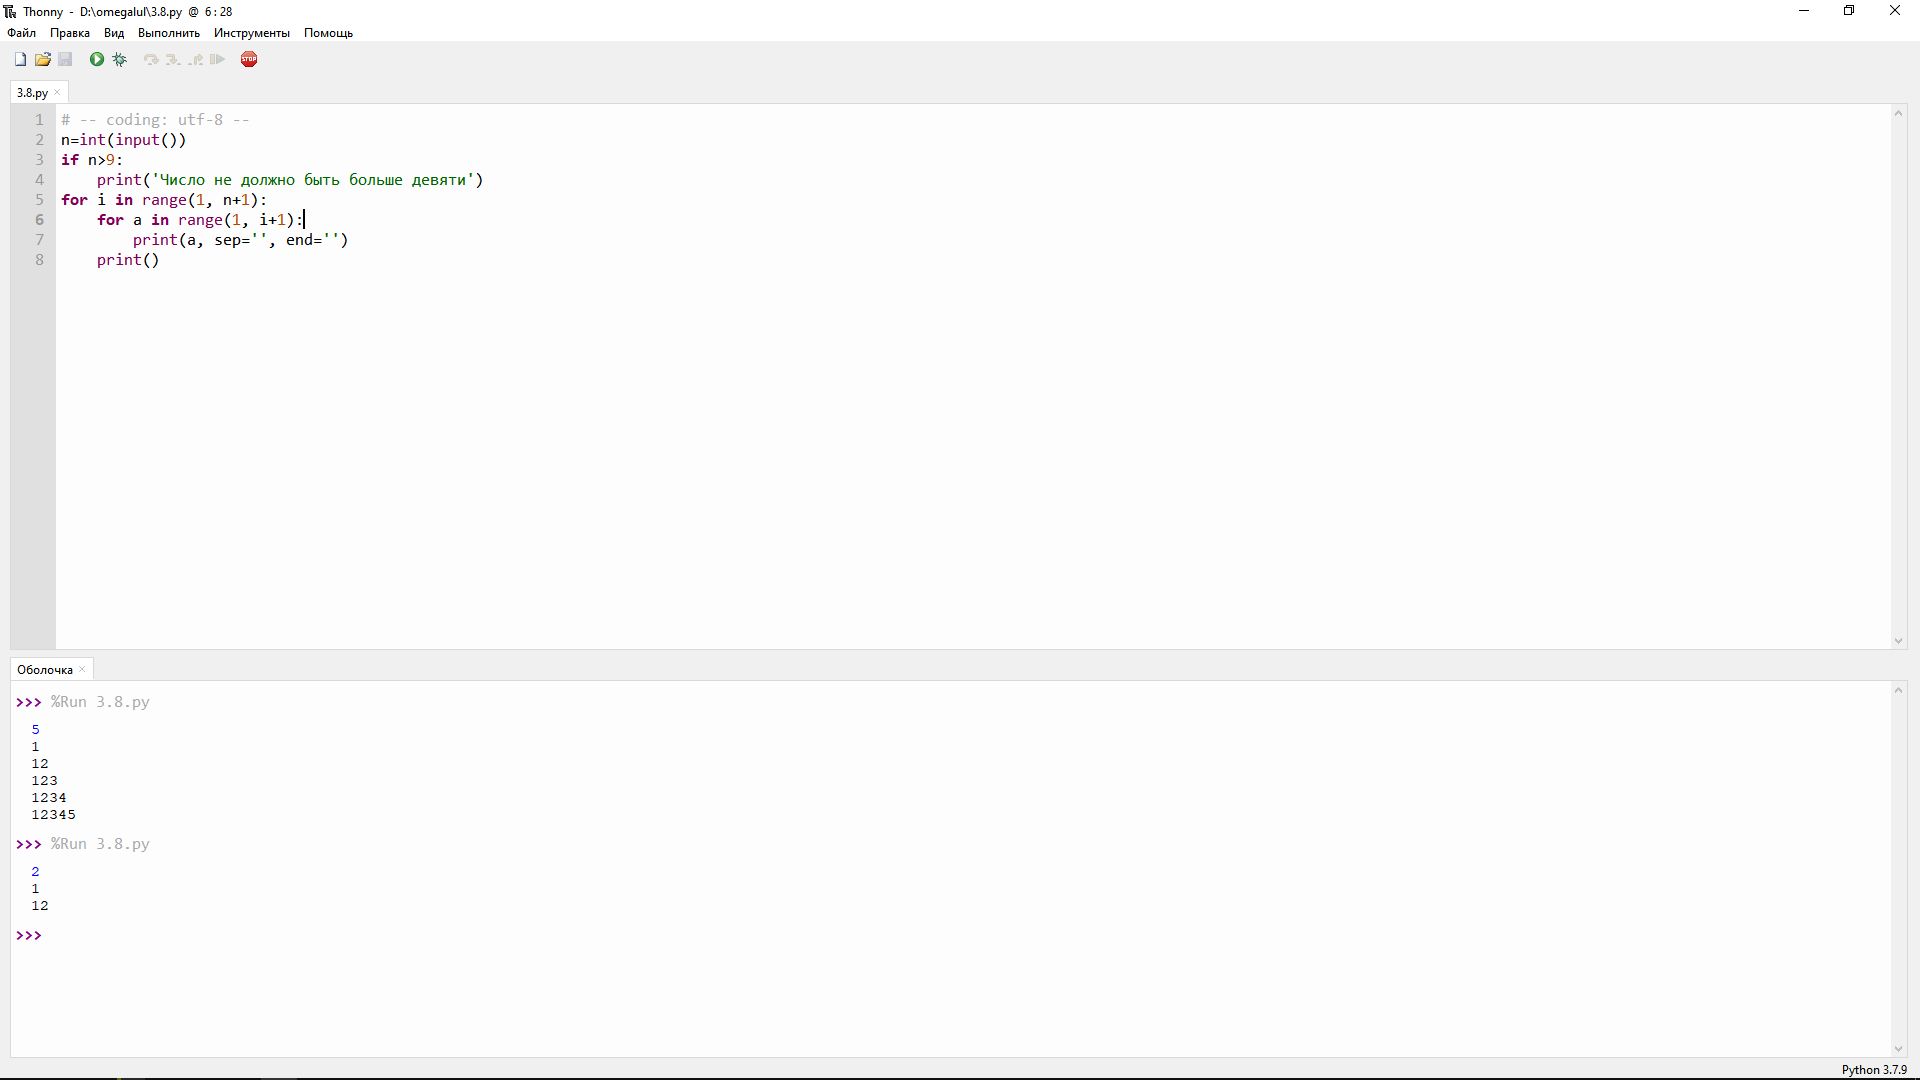 Thonny - D:\omegalul\3.8.py @ 6:28
Файл Правка Вид Выполнить Инструменты Помощь
STOP
3.8.py
1 # -- coding: utf-8 --
2 n=int(input())
3 if n>9:
4     print('Число не должно быть больше девяти')
5 for i in range(1, n+1):
6     for a in range(1, i+1):
7         print(a, sep='', end='')
8     print()
Оболочка
>>> %Run 3.8.py
5
1
12
123
1234
12345
>>> %Run 3.8.py
2
1
12
>>>
Python 3.7.9